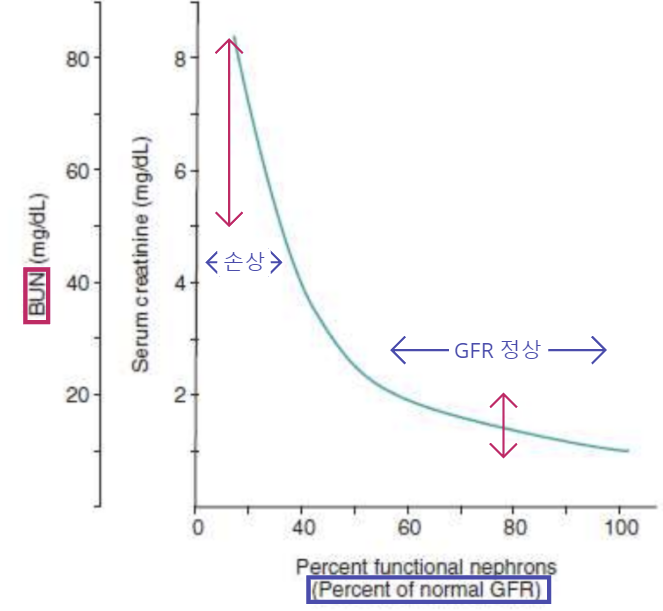 BUN (mg/dL)
80
60
40
20
Serum creatinine (mg/dL)
8
6
4
2
손상
GFR 정상
0 40 60 80 100
Percent functional nephrons
(Percent of normal GFR)